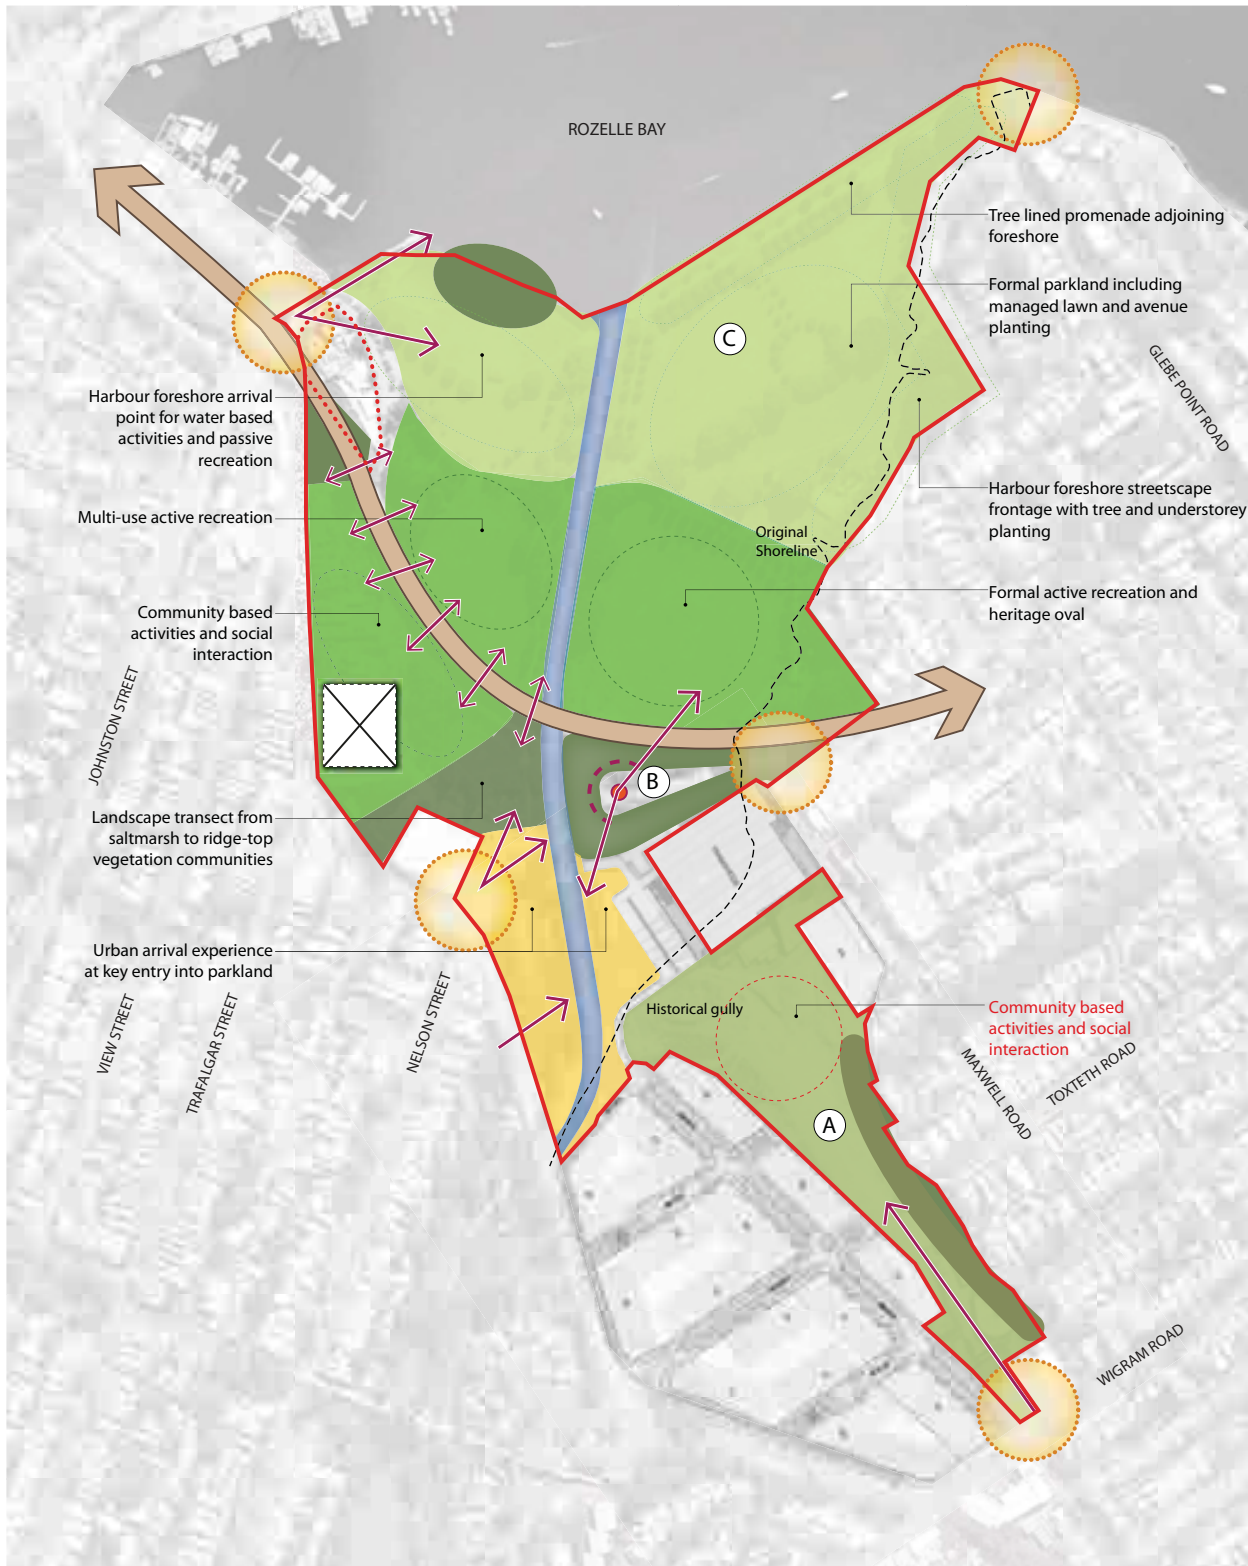 ROZELLE BAY
Tree lined promenade adjoining
foreshore
Formal parkland including
managed lawn and avenue
planting
C
GLEBE POINT ROAD
Harbour foreshore arrival
point for water based
activities and passive
recreation
Harbour foreshore streetscape
frontage with tree and understorey
planting
Multi-use active recreation
Original
Shoreline
Formal active recreation and
heritage oval
Community based
activities and social
interaction
JOHNSTON STREET
B
Landscape transect from
saltmarsh to ridge-top
vegetation communities
Urban arrival experience
at key entry into parkland
VIEW STREET
TRAFALGAR STREET
NELSON STREET
Historical gully
Community based
activities and social
interaction
MAXWELL ROAD
TOXTETH ROAD
A
WIGRAM ROAD